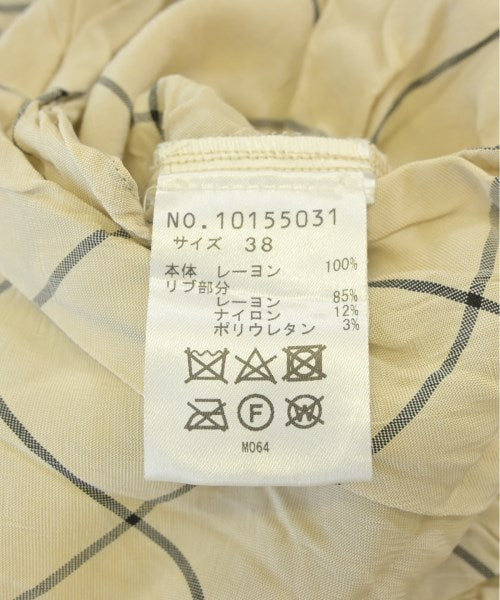 NO.10155031
サイズ 38
本体 レーヨン 100%
リブ部分
レーヨン 85%
ナイロン 12%
ポリウレタン 3%
F W
M064